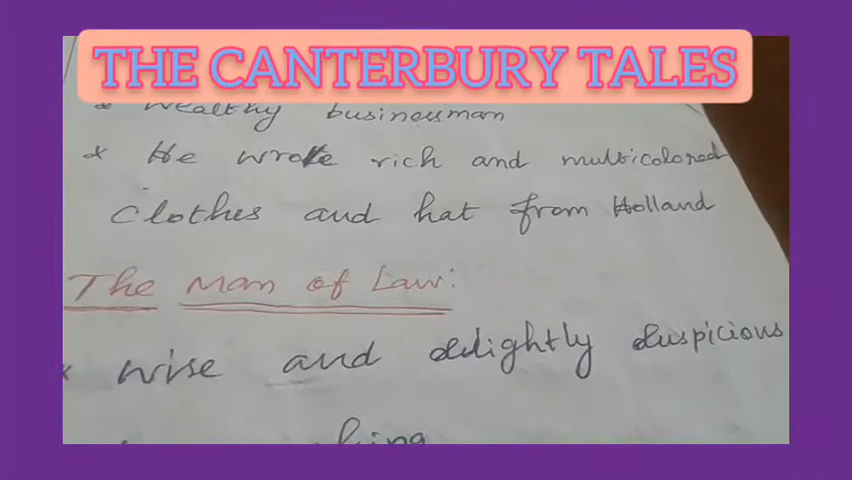 THE CANTERBURY TALES
* Wealthy businessman
* He wrote rich and multicolored
clothes and hat from Holland
The Man of Law:
* wise and slightly suspicious